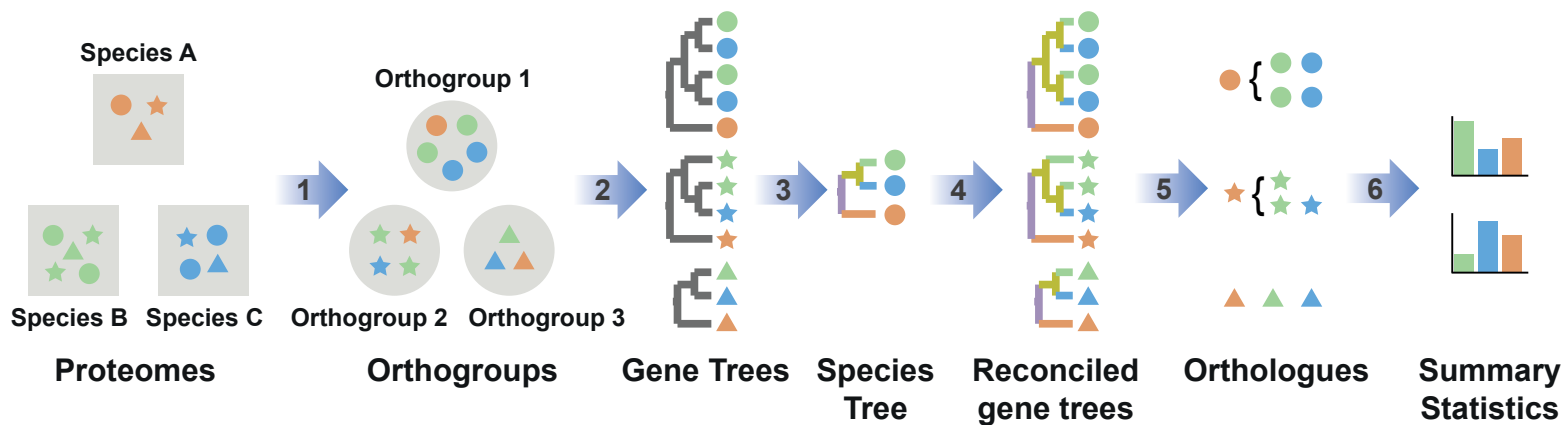 Species A
Species B
Species C
Proteomes
1
Orthogroup 1
Orthogroup 2
Orthogroup 3
Orthogroups
2
Gene Trees
3
Species
Tree
4
Reconciled
gene trees
5
{
{
Orthologues
6
Summary
Statistics